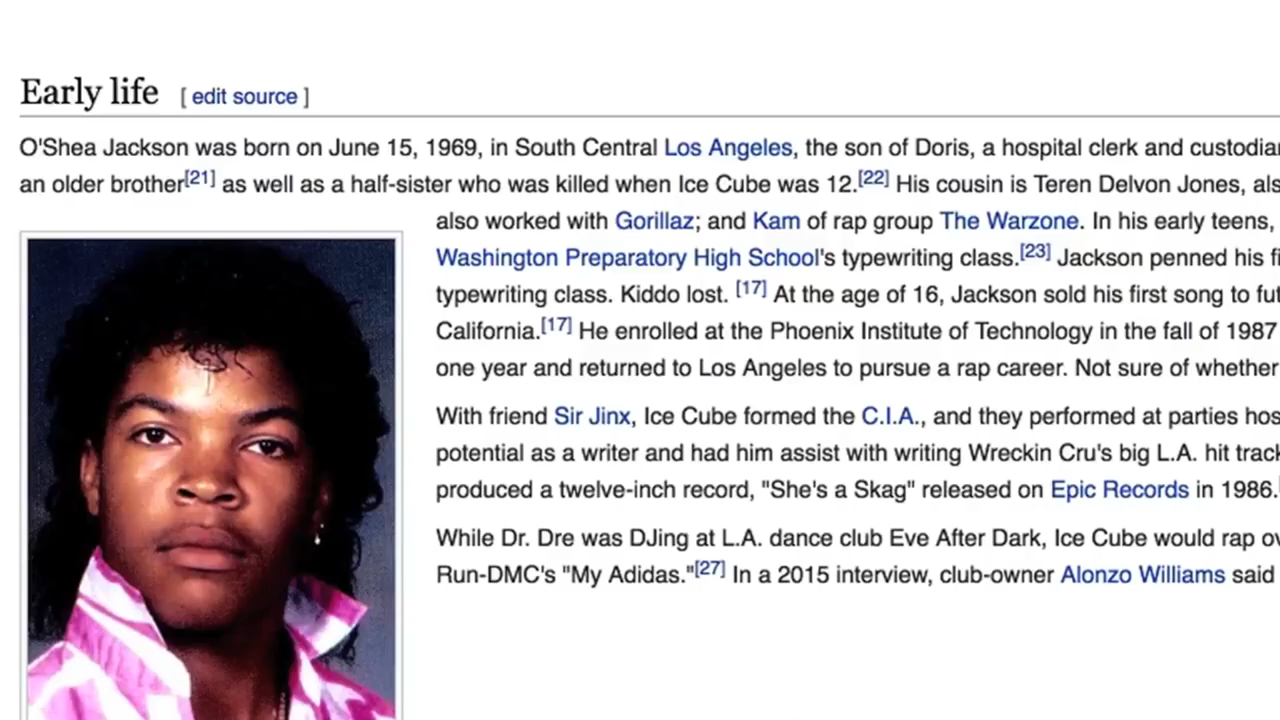 Early life [ edit source ]
O'Shea Jackson was born on June 15, 1969, in South Central Los Angeles, the son of Doris, a hospital clerk and custodian
an older brother[21] as well as a half-sister who was killed when Ice Cube was 12.[22] His cousin is Teren Delvon Jones, als
also worked with Gorillaz; and Kam of rap group The Warzone. In his early teens,
Washington Preparatory High School's typewriting class.[23] Jackson penned his fi
typewriting class. Kiddo lost. [17] At the age of 16, Jackson sold his first song to fut
California.[17] He enrolled at the Phoenix Institute of Technology in the fall of 1987
one year and returned to Los Angeles to pursue a rap career. Not sure of whether
With friend Sir Jinx, Ice Cube formed the C.I.A., and they performed at parties hos
potential as a writer and had him assist with writing Wreckin Cru's big L.A. hit track
produced a twelve-inch record, "She's a Skag" released on Epic Records in 1986.
While Dr. Dre was DJing at L.A. dance club Eve After Dark, Ice Cube would rap ov
Run-DMC's "My Adidas."[27] In a 2015 interview, club-owner Alonzo Williams said